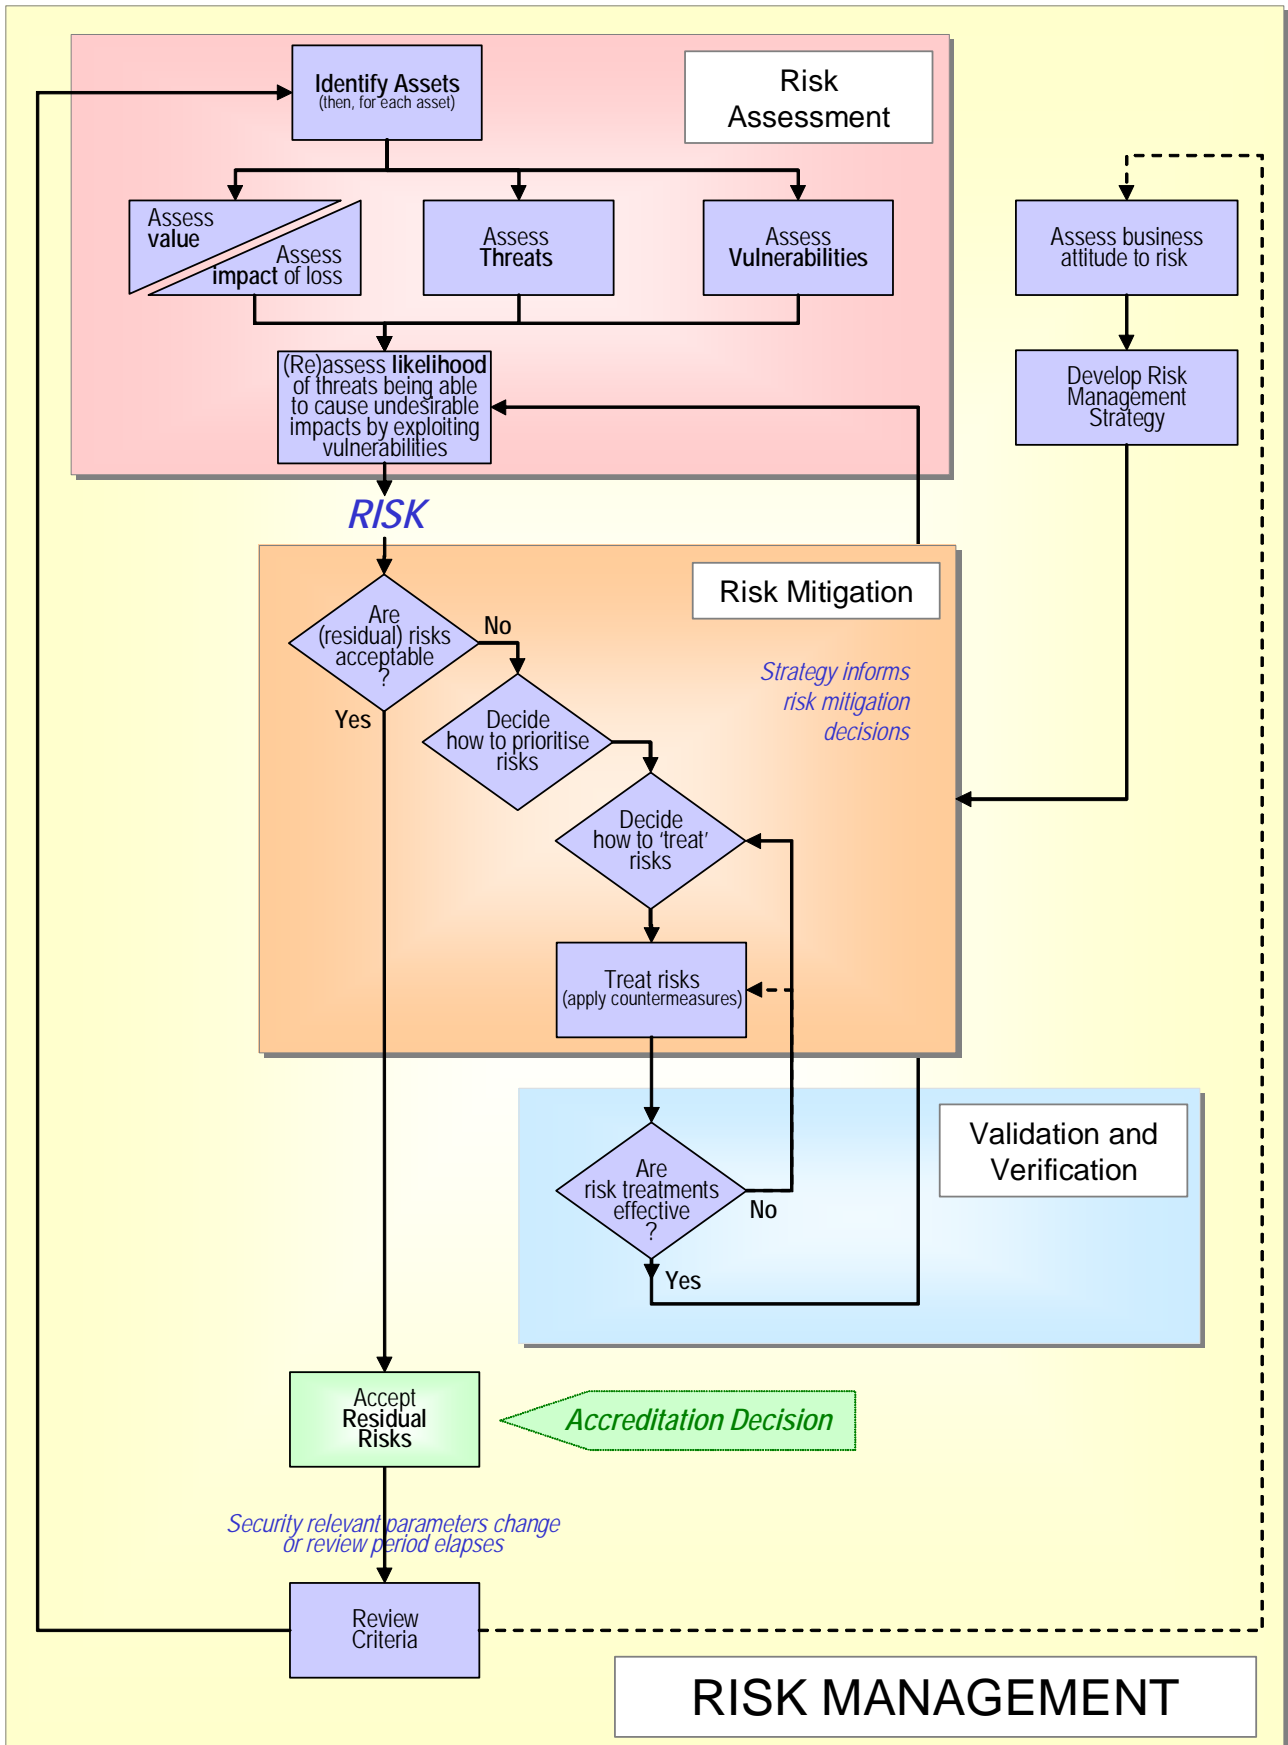 Identify Assets
(then, for each asset)
Risk
Assessment
Assess
value
Assess
impact of loss
Assess
Threats
Assess
Vulnerabilities
Assess business
attitude to risk
(Re)assess likelihood
of threats being able
to cause undesirable
impacts by exploiting
vulnerabilities
Develop Risk
Management
Strategy
RISK
Risk Mitigation
Are
(residual) risks
acceptable
?
No
Yes
Strategy informs
risk mitigation
decisions
Decide
how to prioritise
risks
Decide
how to ‘treat’
risks
Treat risks
(apply countermeasures)
Validation and
Verification
Are
risk treatments
effective
?
No
Yes
Accept
Residual
Risks
Accreditation Decision
Security relevant parameters change
or review period elapses
Review
Criteria
RISK MANAGEMENT